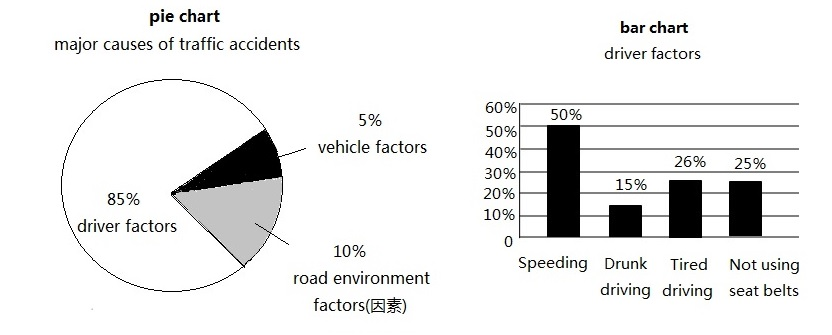 pie chart
major causes of traffic accidents
5%
vehicle factors
85%
driver factors
10%
road environment
factors(因素)
bar chart
driver factors
60%
50%
40%
30%
20%
10%
0
50%
15%
26%
25%
Speeding
Drunk
driving
Tired
driving
Not using
seat belts